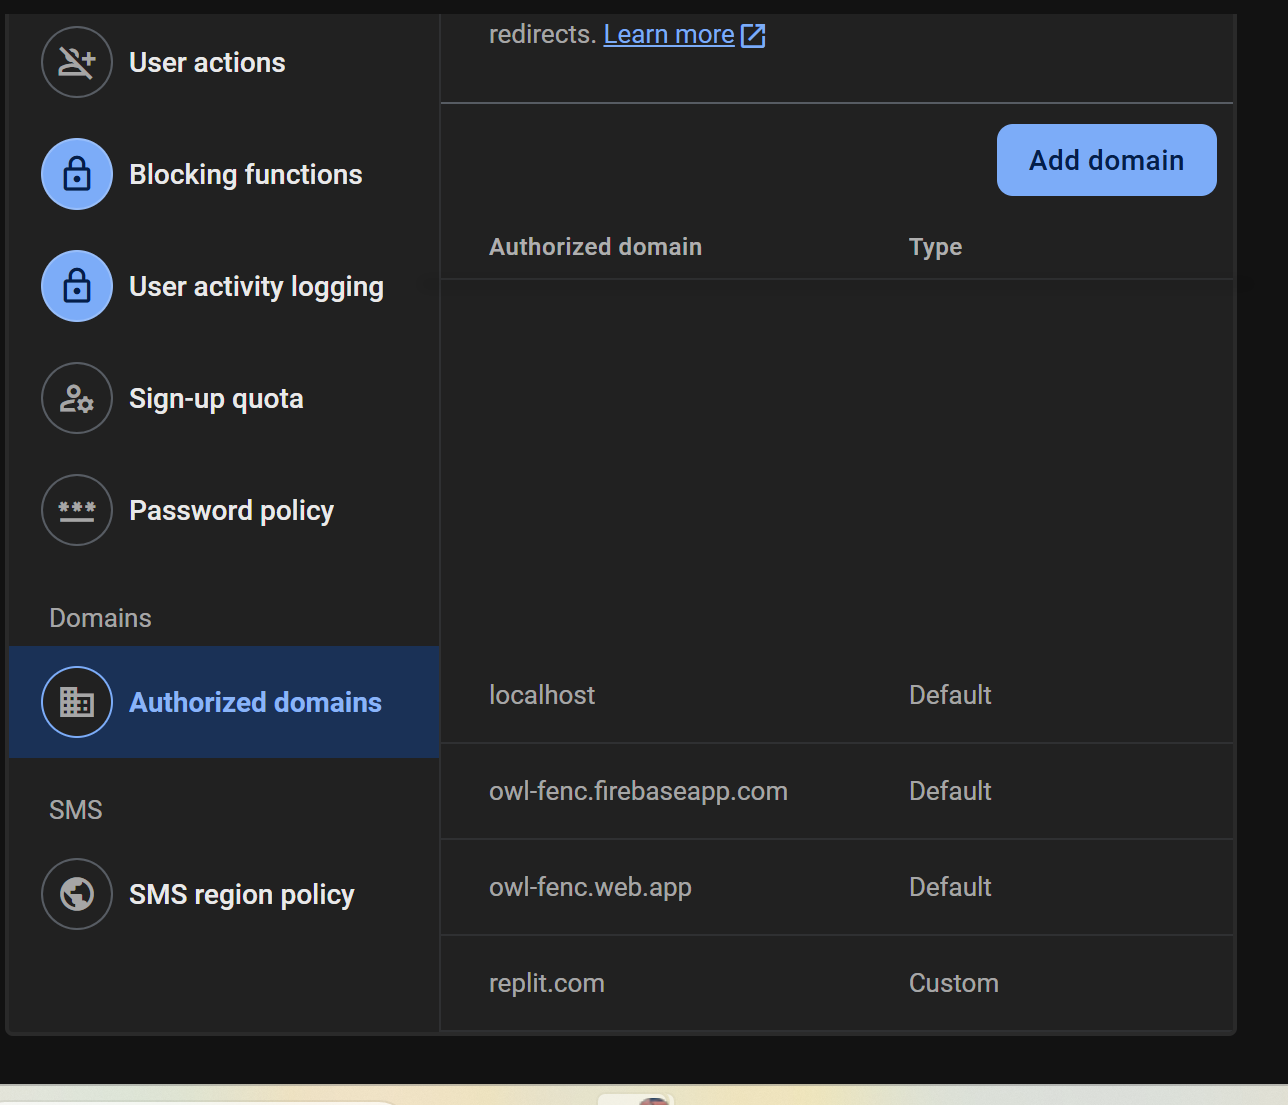 redirects. Learn more
User actions
Blocking functions
User activity logging
Sign-up quota
Password policy
Domains
Authorized domains
SMS
SMS region policy
Add domain
Authorized domain Type
localhost Default
owl-fenc.firebaseapp.com Default
owl-fenc.web.app Default
replit.com Custom